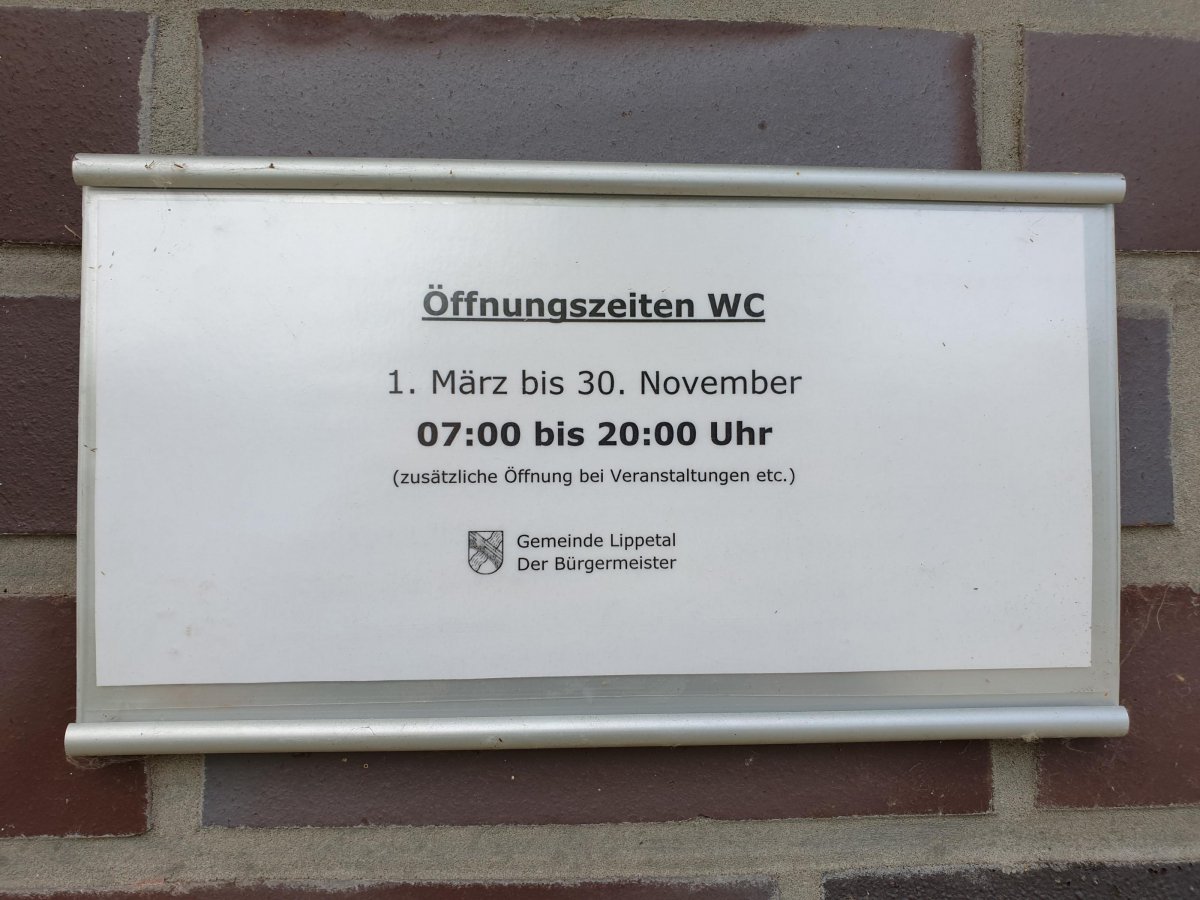 Öffnungszeiten WC
1. März bis 30. November
07:00 bis 20:00 Uhr
(zusätzliche Öffnung bei Veranstaltungen etc.)
Gemeinde Lippetal
Der Bürgermeister